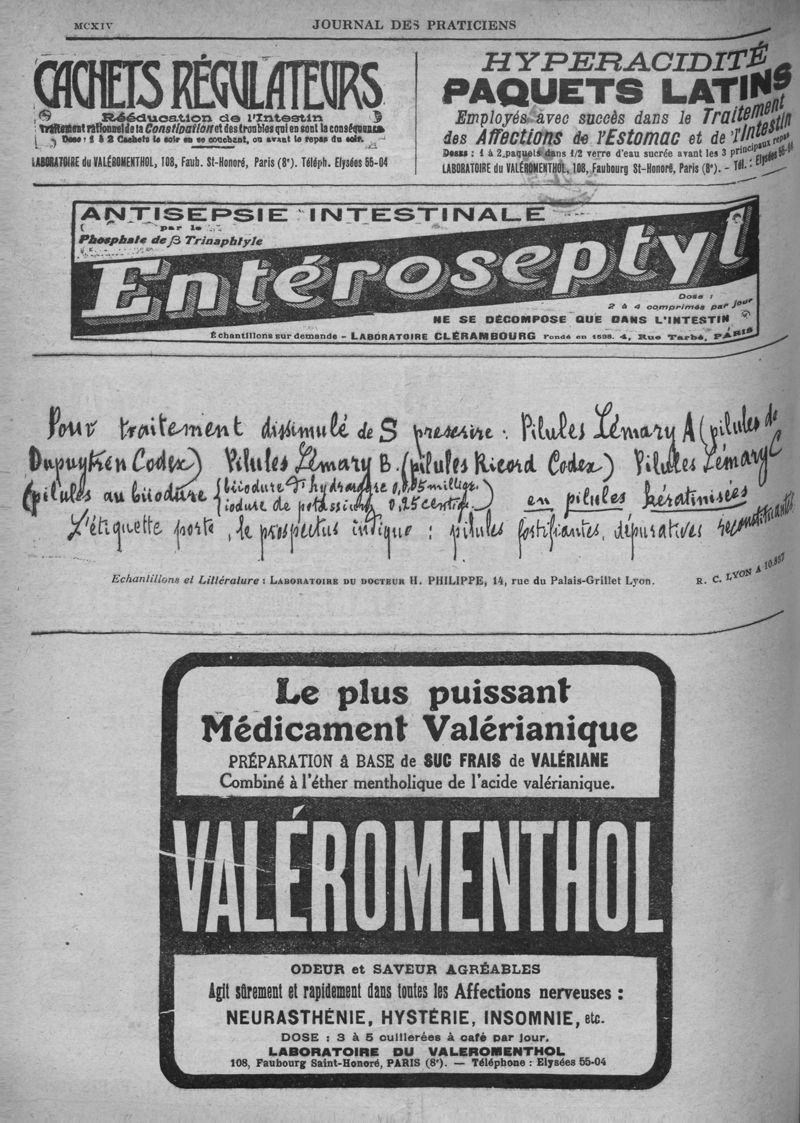 MCXIV
JOURNAL DES PRATICIENS
CACHETS RÉGULATEURS
Rééducation de l'Intestin
Traitement rationnel de la Constipation et des troubles qui en sont la conséquence
Dose : 1 à 2 Cachets le soir en se couchant, ou avant le repas du soir.
LABORATOIRE du VALÉROMENTHOL, 108, Faub. St-Honoré, Paris (8e). Téléph. Elysées 55-04
HYPERACIDITÉ
PAQUETS LATINS
Employés avec succès dans le Traitement
des Affections de l'Estomac et de l'Intestin
Doses : 1 à 2 paquets dans 1/2 verre d'eau sucrée avant les 3 principaux repas
LABORATOIRE du VALÉROMENTHOL, 108, Faubourg St-Honoré, Paris (8e). - Tél. : Elysées 55-04
ANTISEPSIE INTESTINALE
par le
Phosphate de β Trinaphtyle
Entéroseptyl
Dose :
2 à 4 comprimés par jour
NE SE DÉCOMPOSE QUE DANS L'INTESTIN
Échantillons sur demande - LABORATOIRE CLÉRAMBOURG Fondé en 1898. 4, Rue Tarbé, PARIS
Pour traitement dissimulé de S prescrire : Pilules Lémary A (pilules de
Dupuytren Codex) Pilules Lémary B. (pilules Ricord Codex) Pilules Lémary C
(pilules au biiodure { biiodure d'hydrargire 0,005 milligr.
iodure de potassium 0,25 centigr. ) en pilules kératinisées
L'étiquette porte, le prospectus indique : pilules fortifiantes, dépuratives reconstituantes
Echantillons et Littérature : LABORATOIRE DU DOCTEUR H. PHILIPPE, 14, rue du Palais-Grillet Lyon.
R. C. LYON A 10.897
Le plus puissant
Médicament Valérianique
PRÉPARATION à BASE de SUC FRAIS de VALÉRIANE
Combiné à l'éther mentholique de l'acide valérianique.
VALÉROMENTHOL
ODEUR et SAVEUR AGRÉABLES
Agit sûrement et rapidement dans toutes les Affections nerveuses :
NEURASTHÉNIE, HYSTÉRIE, INSOMNIE, etc.
DOSE : 3 à 5 cuillerées à café par jour.
LABORATOIRE DU VALEROMENTHOL
108, Faubourg Saint-Honoré, PARIS (8e). — Téléphone : Elysées 55-04